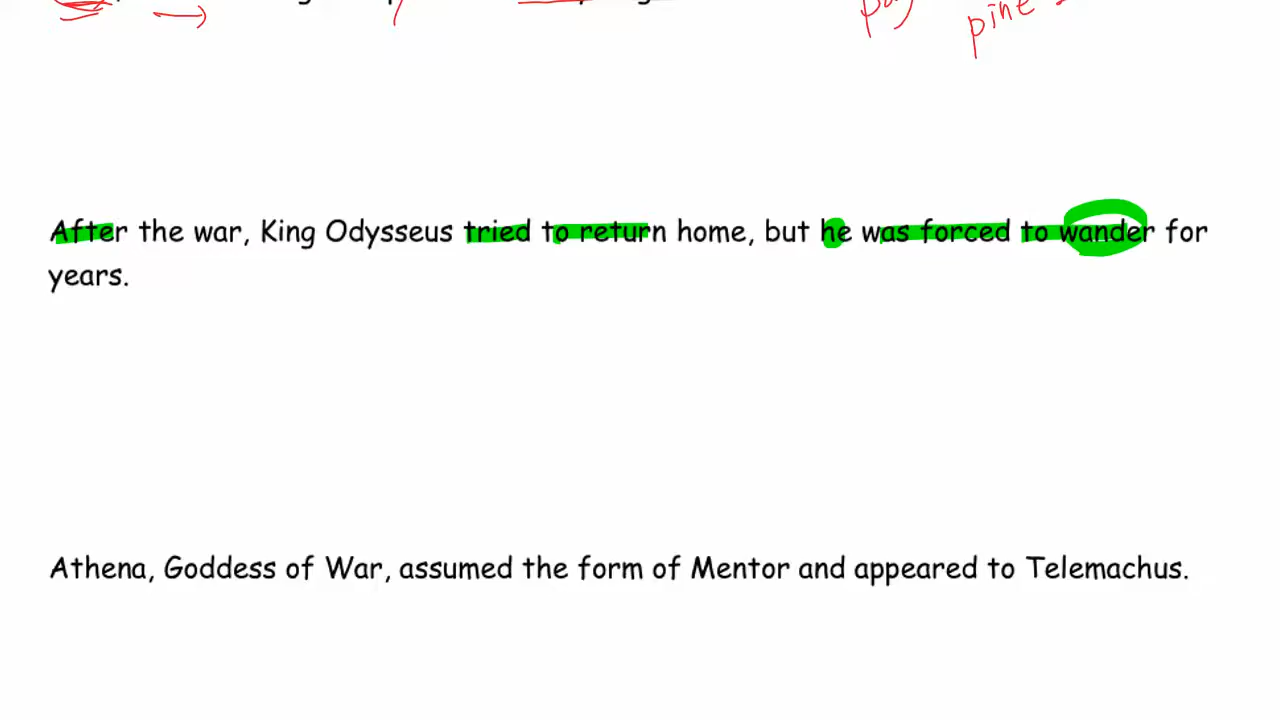 pine
After the war, King Odysseus tried to return home, but he was forced to wander for
years.
Athena, Goddess of War, assumed the form of Mentor and appeared to Telemachus.